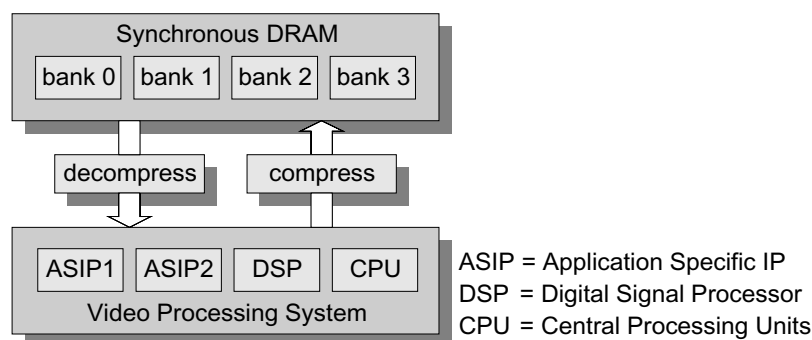 Synchronous DRAM
bank 0 bank 1 bank 2 bank 3
decompress compress
ASIP1 ASIP2 DSP CPU
Video Processing System
ASIP = Application Specific IP
DSP = Digital Signal Processor
CPU = Central Processing Units